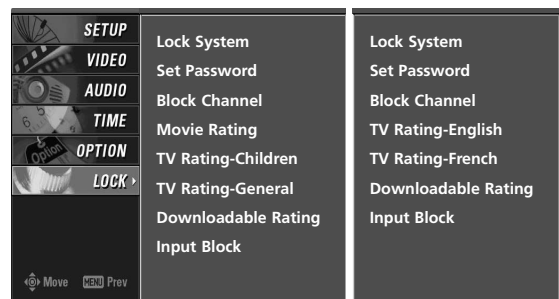 SETUP
VIDEO
AUDIO
TIME
OPTION
LOCK
Move MENU Prev
Lock System
Set Password
Block Channel
Movie Rating
TV Rating-Children
TV Rating-General
Downloadable Rating
Input Block
Lock System
Set Password
Block Channel
TV Rating-English
TV Rating-French
Downloadable Rating
Input Block